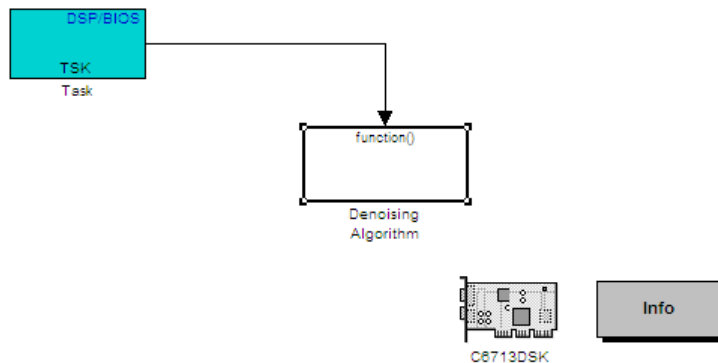 DSP/BIOS
TSK
Task
function()
Denoising
Algorithm
Info
C6713DSK